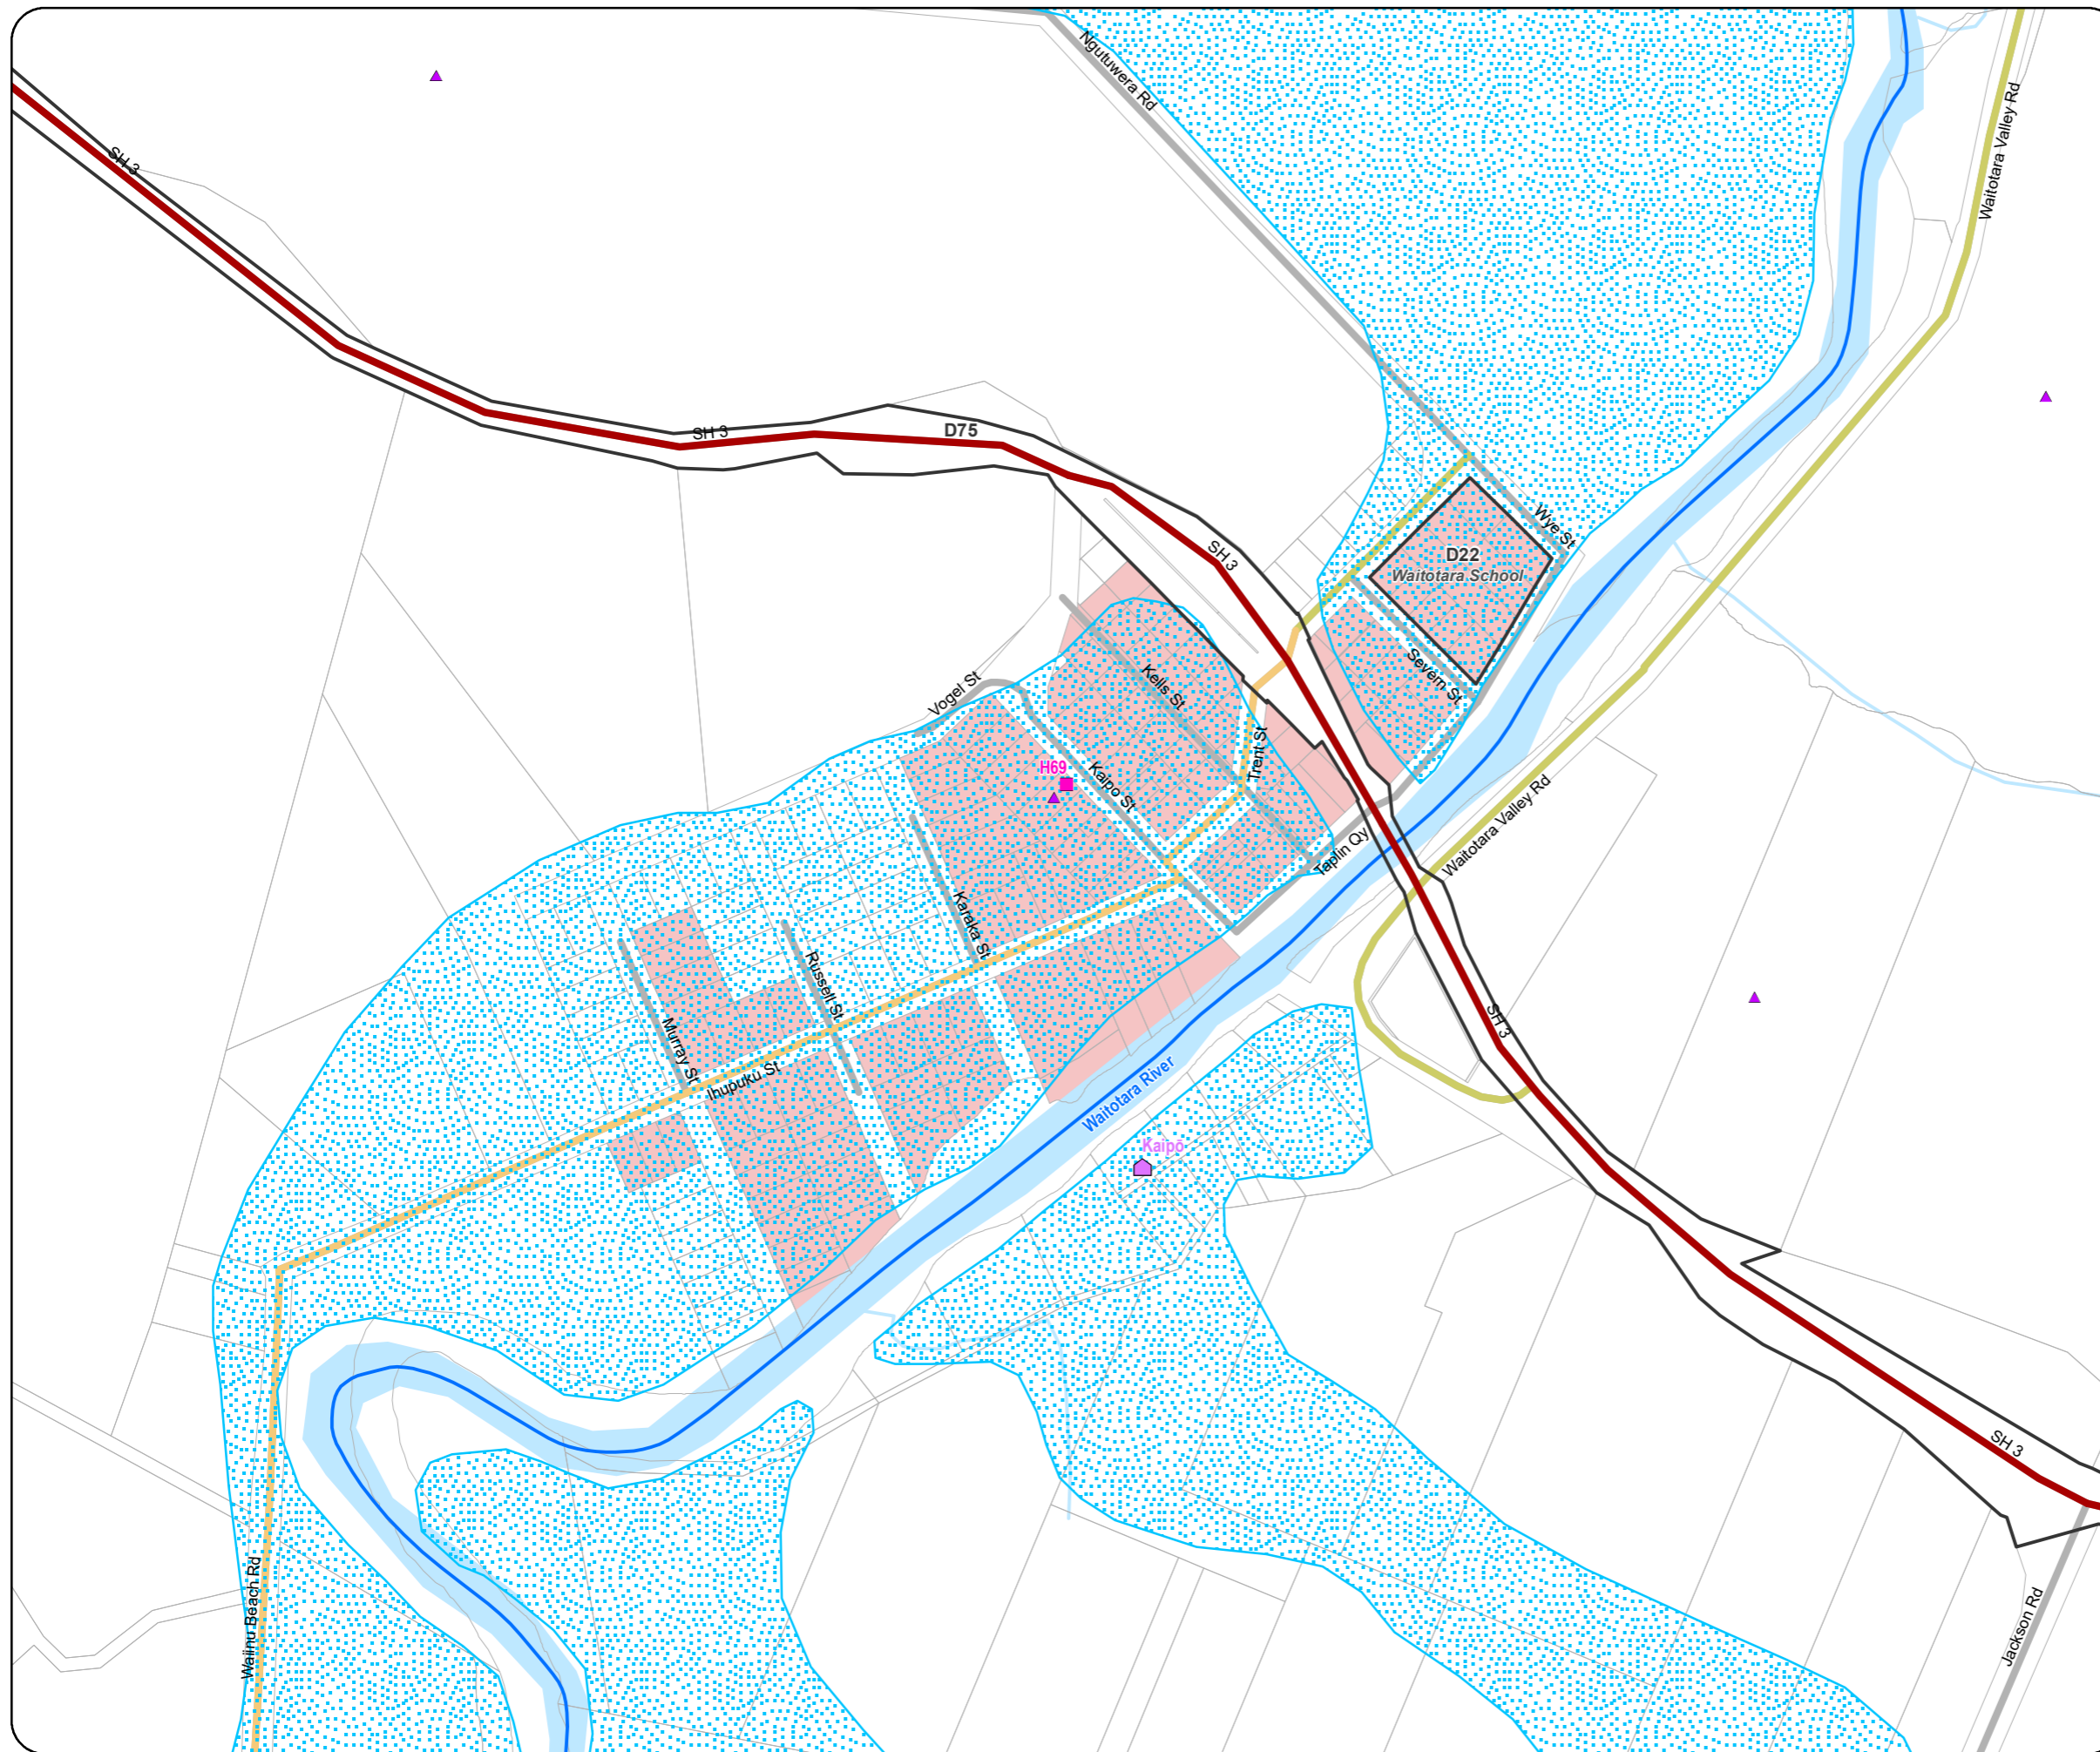 Ngutuwera Rd
Waitotara Valley Rd
SH 3
SH 3
D75
SH 3
Wye St
D22
Waitotara School
Severn St
Kells St
Vogel St
Trent St
H69
Kaipo St
Taplin Qy
Waitotara Valley Rd
Karaka St
Russell St
Murray St
Ihupuku St
SH 3
Waitotara River
Kaipō
SH 3
Waiinu Beach Rd
Jackson Rd